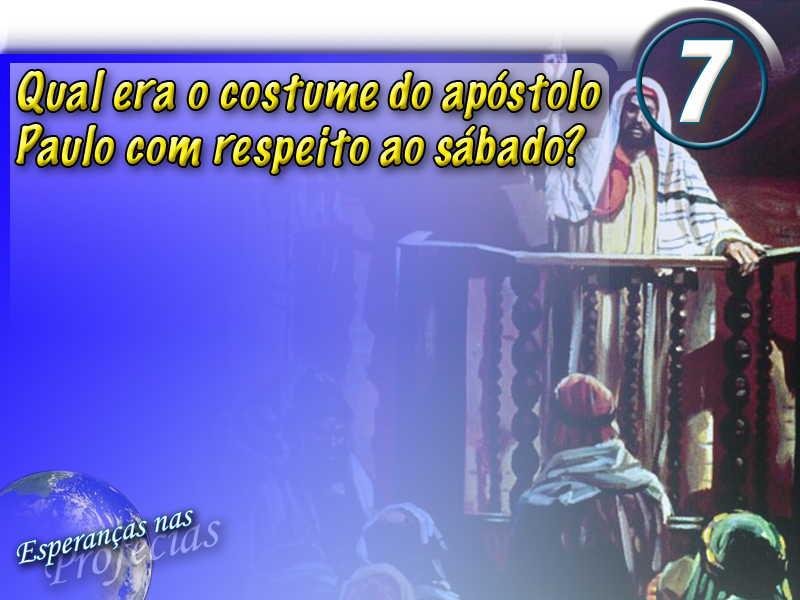 7
Qual era o costume do apóstolo
Paulo com respeito ao sábado?
Esperanças nas
Profecias